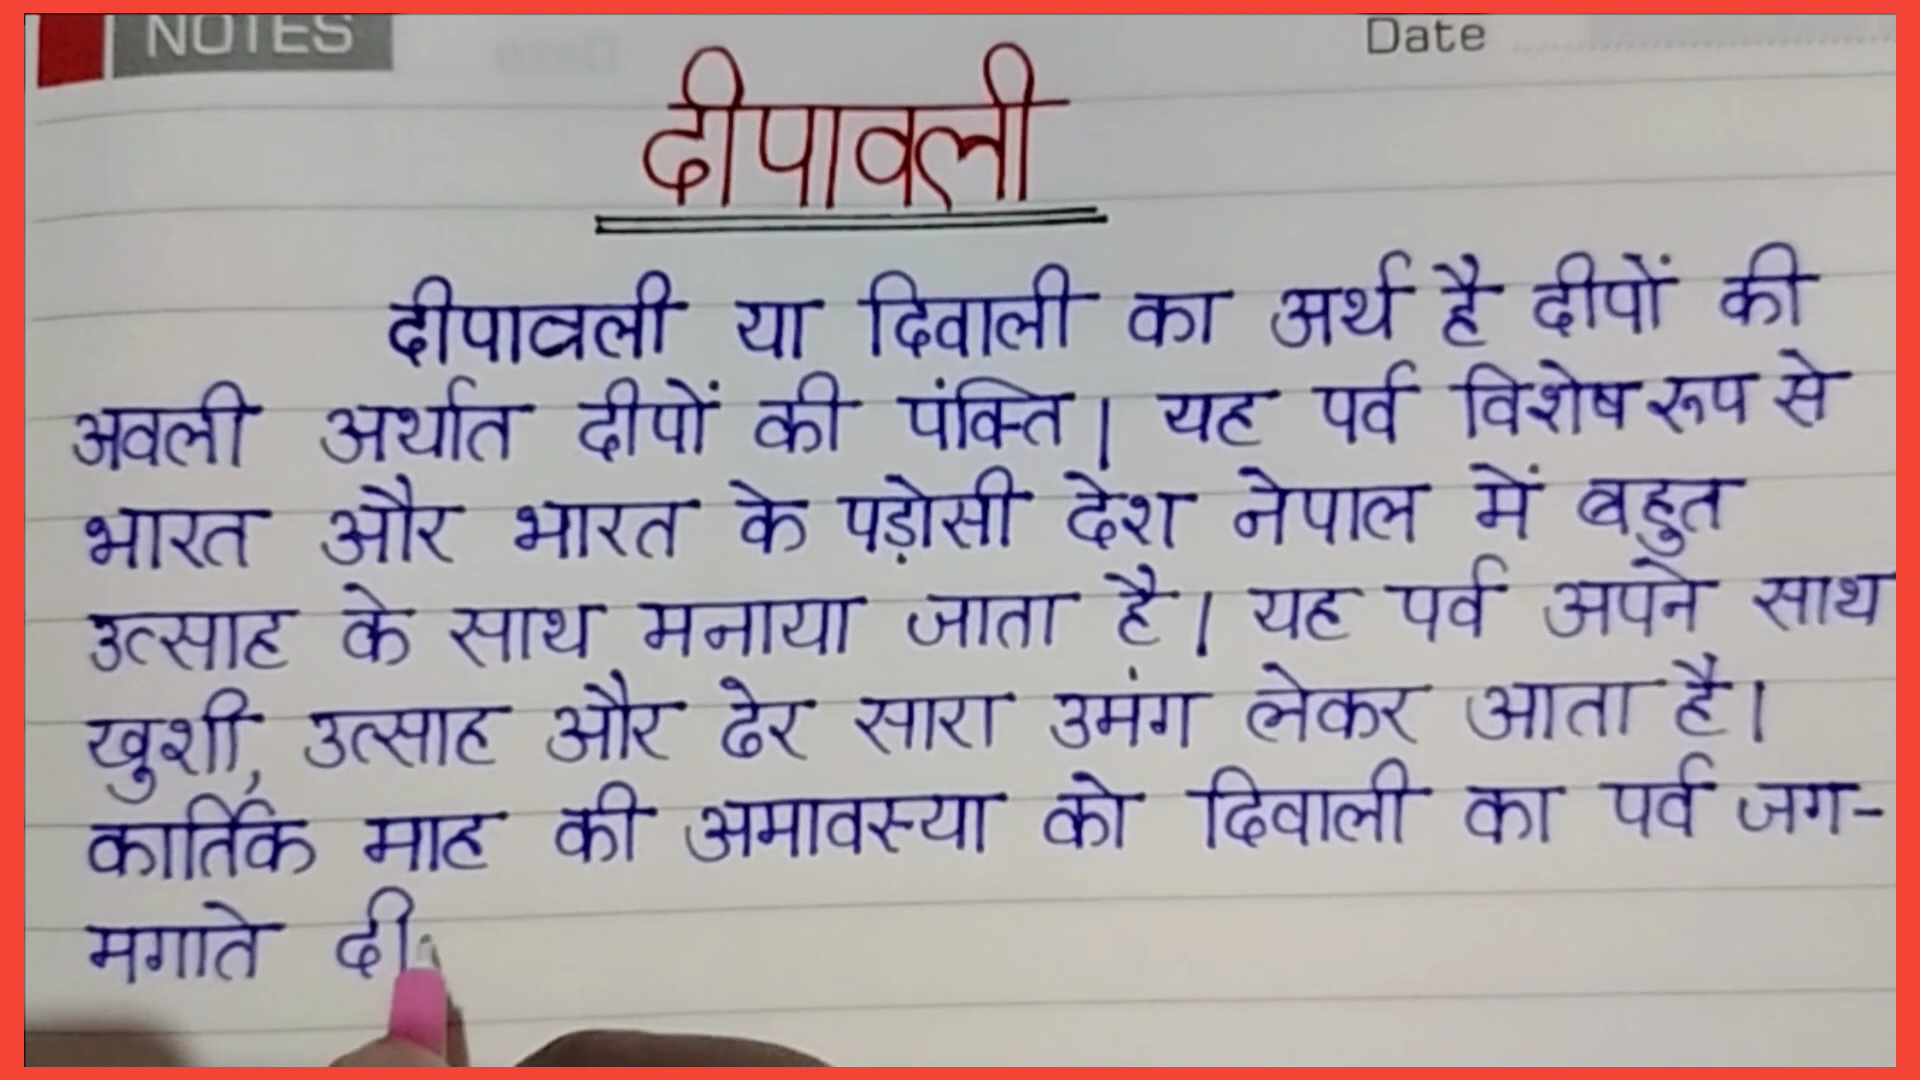 NOTES
Date
दीपावली
दीपावली या दिवाली का अर्थ है दीपों की
अवली अर्थात दीपों की पंक्ति। यह पर्व विशेष रूप से
भारत और भारत के पड़ोसी देश नेपाल में बहुत
उत्साह के साथ मनाया जाता है। यह पर्व अपने साथ
खुशी, उत्साह और ढेर सारा उमंग लेकर आता है।
कार्तिक माह की अमावस्या को दिवाली का पर्व जग-
मगाते दी